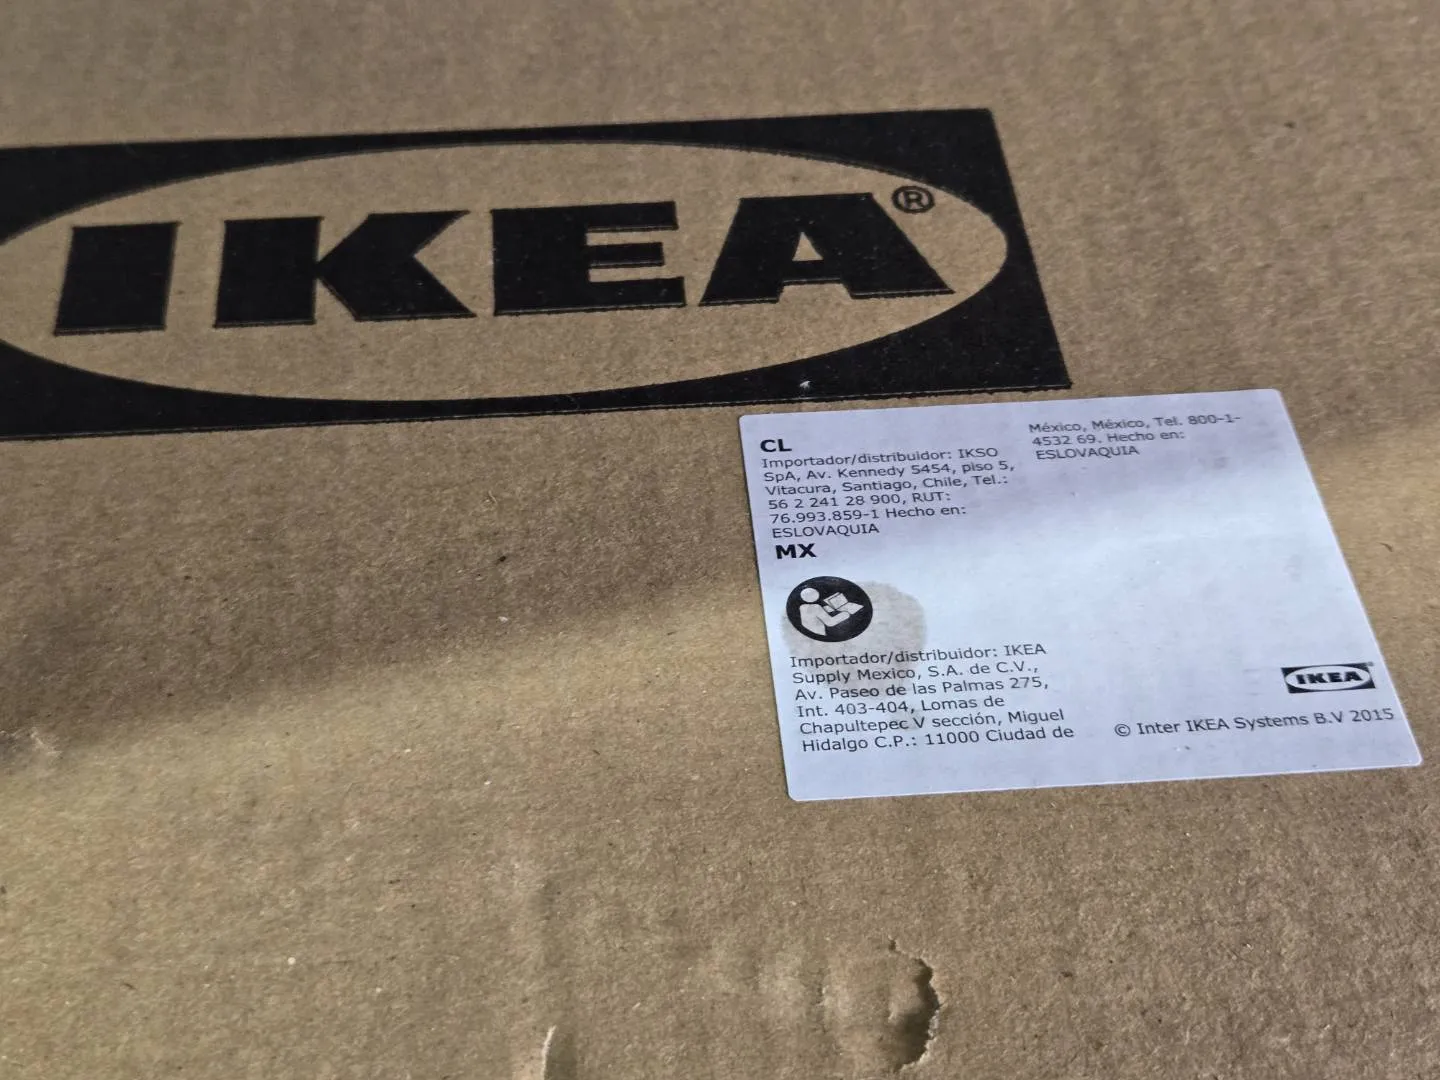 IKEA®
CL
Importador/distribuidor: IKSO
SpA, Av. Kennedy 5454, piso 5,
Vitacura, Santiago, Chile, Tel.:
56 2 241 28 900, RUT:
76.993.859-1 Hecho en:
ESLOVAQUIA
MX
Importador/distribuidor: IKEA
Supply Mexico, S.A. de C.V.,
Av. Paseo de las Palmas 275,
Int. 403-404, Lomas de
Chapultepec V sección, Miguel
Hidalgo C.P.: 11000 Ciudad de
México, México, Tel. 800-1-
4532 69. Hecho en:
ESLOVAQUIA
IKEA®
© Inter IKEA Systems B.V 2015